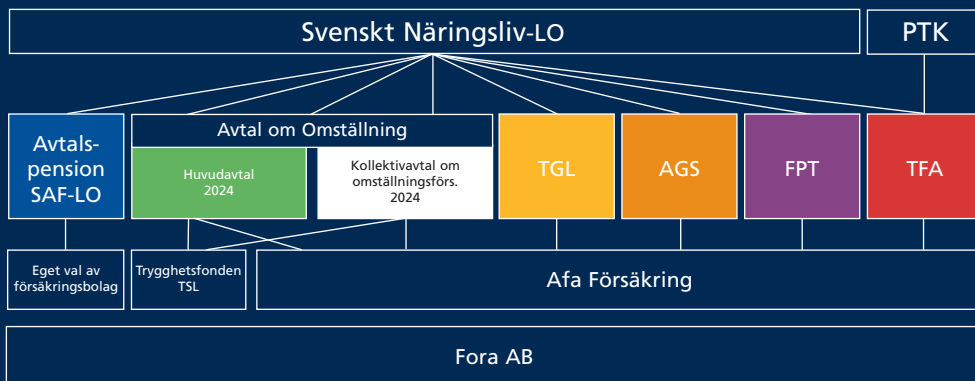 Svenskt Näringsliv-LO
PTK
Avtals-
pension
SAF-LO
Avtal om Omställning
Huvudavtal
2024
Kollektivavtal om
omställningsförs.
2024
TGL
AGS
FPT
TFA
Eget val av
försäkringsbolag
Trygghetsfonden
TSL
Afa Försäkring
Fora AB